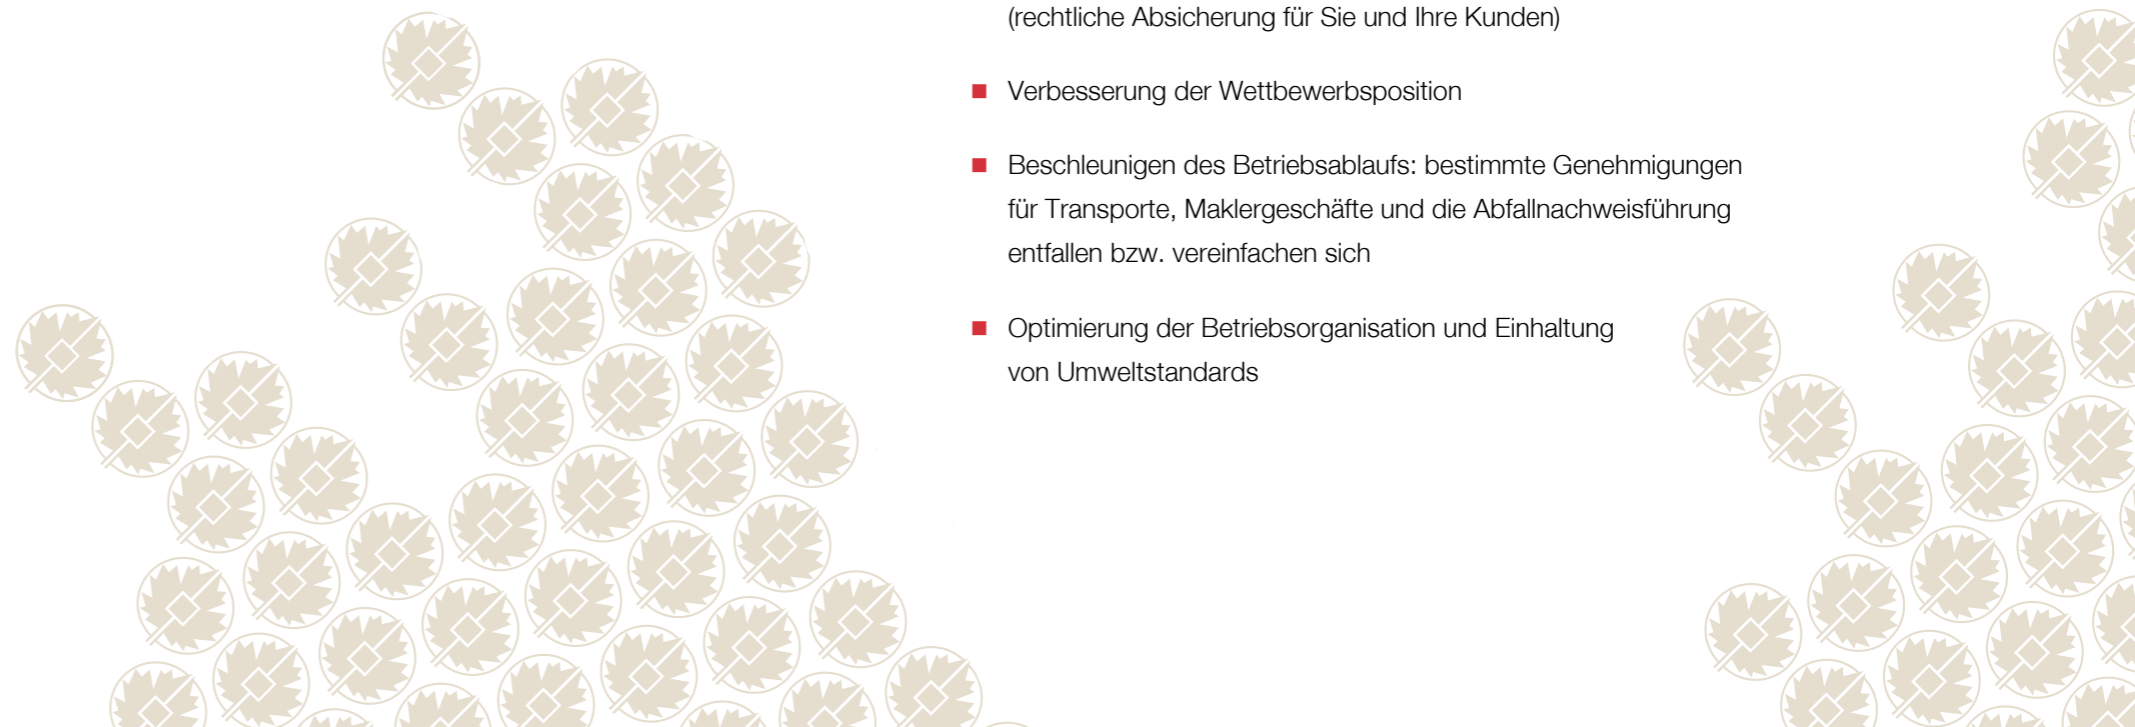 (rechtliche Absicherung für Sie und Ihre Kunden)
■ Verbesserung der Wettbewerbsposition
■ Beschleunigen des Betriebsablaufs: bestimmte Genehmigungen
für Transporte, Maklergeschäfte und die Abfallnachweisführung
entfallen bzw. vereinfachen sich
■ Optimierung der Betriebsorganisation und Einhaltung
von Umweltstandards